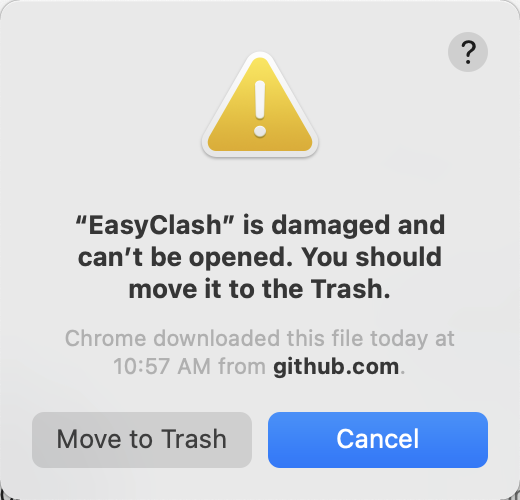 ?
“EasyClash” is damaged and
can’t be opened. You should
move it to the Trash.
Chrome downloaded this file today at
10:57 AM from github.com.
Move to Trash
Cancel